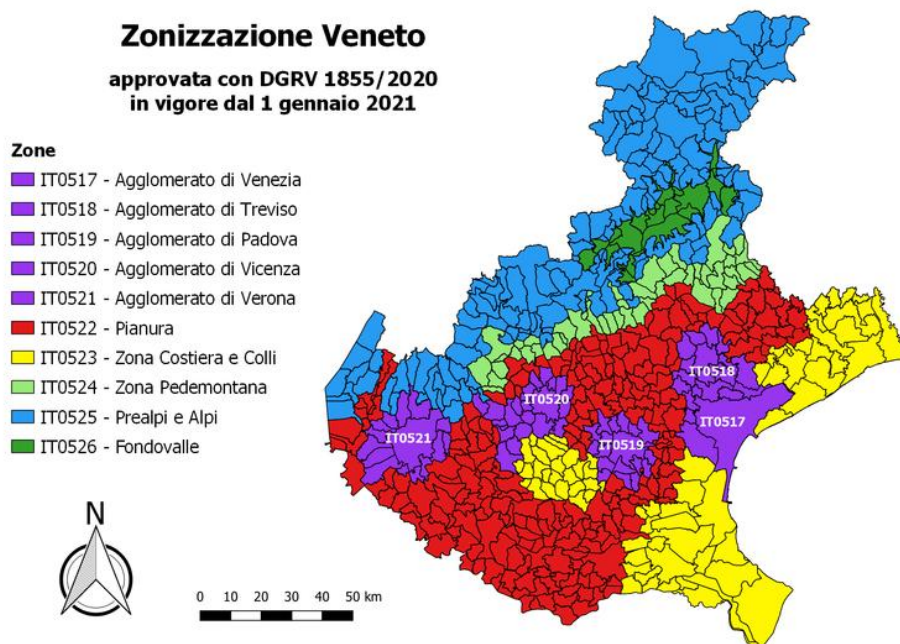 Zonizzazione Veneto
approvata con DGRV 1855/2020
in vigore dal 1 gennaio 2021
Zone
IT0517 - Agglomerato di Venezia
IT0518 - Agglomerato di Treviso
IT0519 - Agglomerato di Padova
IT0520 - Agglomerato di Vicenza
IT0521 - Agglomerato di Verona
IT0522 - Pianura
IT0523 - Zona Costiera e Colli
IT0524 - Zona Pedemontana
IT0525 - Prealpi e Alpi
IT0526 - Fondovalle
IT0518
IT0520
IT0517
IT0521
IT0519
N
0 10 20 30 40 50 km